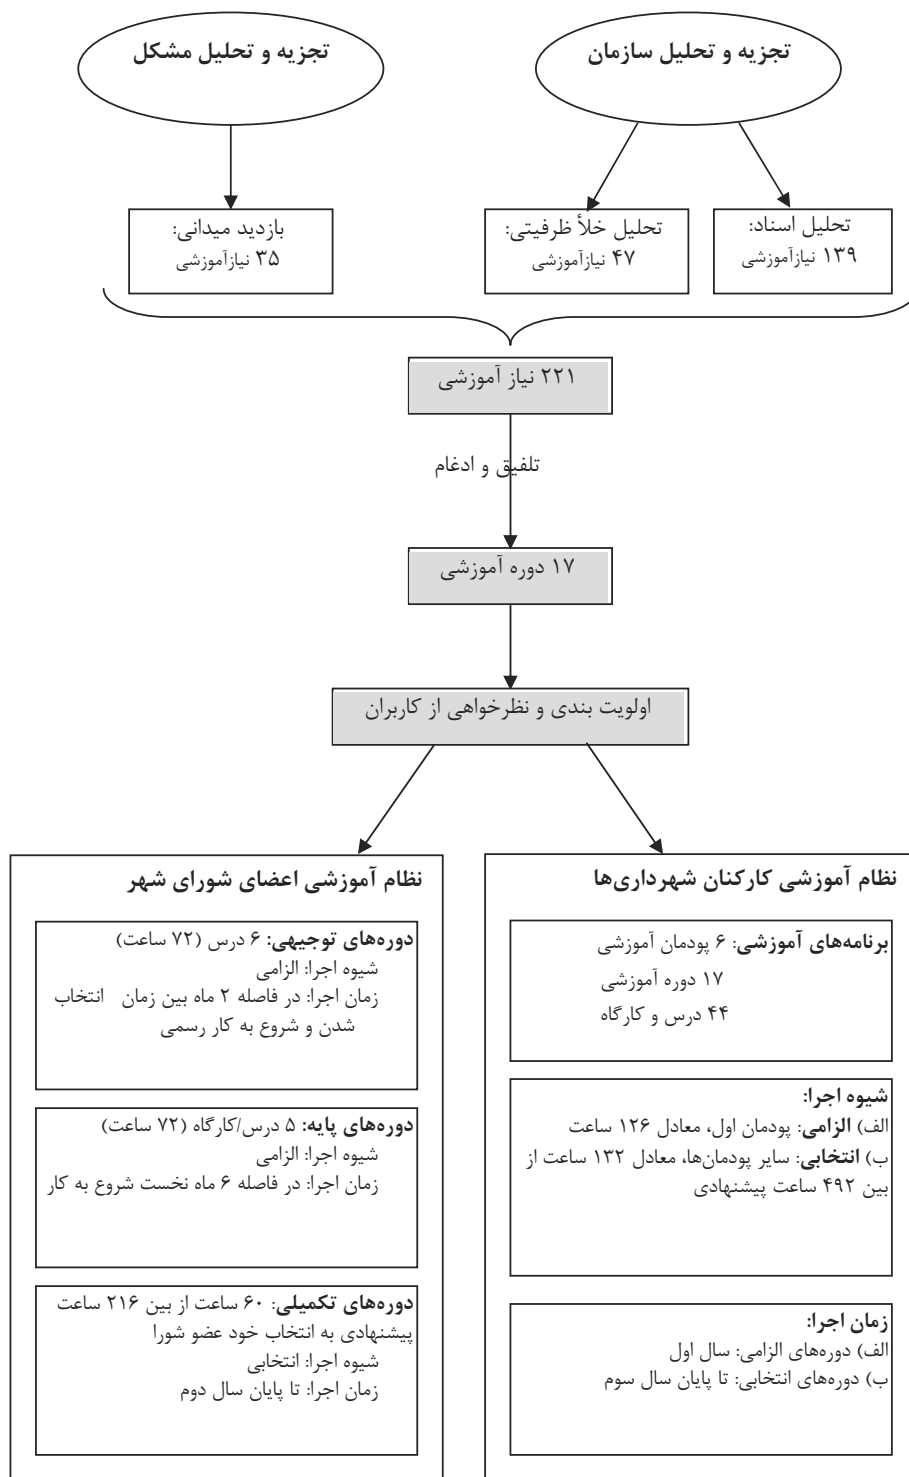 تجزیه و تحلیل سازمان
تجزیه و تحلیل مشکل
تحلیل اسناد:
۱۳۹ نیازآموزشی
تحلیل خلأ ظرفیتی:
۴۷ نیازآموزشی
بازدید میدانی:
۳۵ نیازآموزشی
۲۲۱ نیاز آموزشی
تلفیق و ادغام
۱۷ دوره آموزشی
اولویت بندی و نظرخواهی از کاربران
نظام آموزشی کارکنان شهرداری‌ها
برنامه‌های آموزشی: ۶ پودمان آموزشی
۱۷ دوره آموزشی
۴۴ درس و کارگاه
شیوه اجرا:
الف) الزامی: پودمان اول، معادل ۱۲۶ ساعت
ب) انتخابی: سایر پودمان‌ها، معادل ۱۳۲ ساعت از
بین ۴۹۲ ساعت پیشنهادی
زمان اجرا:
الف) دوره‌های الزامی: سال اول
ب) دوره‌های انتخابی: تا پایان سال سوم
نظام آموزشی اعضای شورای شهر
دوره‌های توجیهی: ۶ درس (۷۲ ساعت)
شیوه اجرا: الزامی
زمان اجرا: در فاصله ۲ ماه بین زمان انتخاب
شدن و شروع به کار رسمی
دوره‌های پایه: ۵ درس/کارگاه (۷۲ ساعت)
شیوه اجرا: الزامی
زمان اجرا: در فاصله ۶ ماه نخست شروع به کار
دوره‌های تکمیلی: ۶۰ ساعت از بین ۲۱۶ ساعت
پیشنهادی به انتخاب خود عضو شورا
شیوه اجرا: انتخابی
زمان اجرا: تا پایان سال دوم